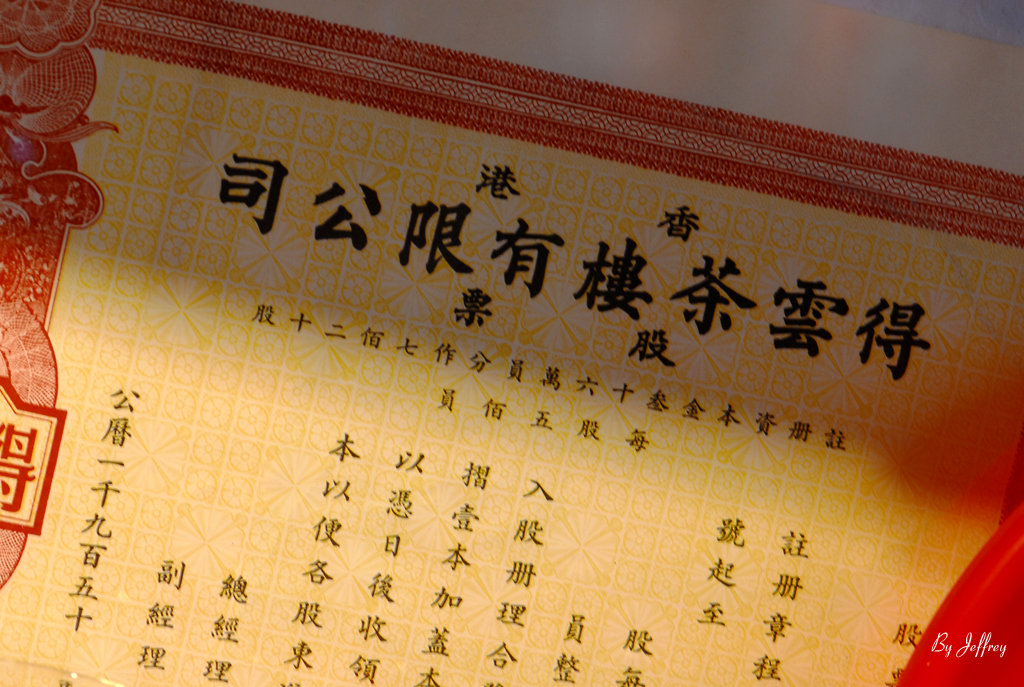 香港
得雲茶樓有限公司
股票
註册資本金叁十六萬員分作七佰二十股
每股五佰員
股
註册章程
號起至
股每
員整
入股册理合
摺壹本加蓋本
以憑日後收領
本以便各股東
總經理
副經理
公曆一千九百五十
得
By Jeffrey